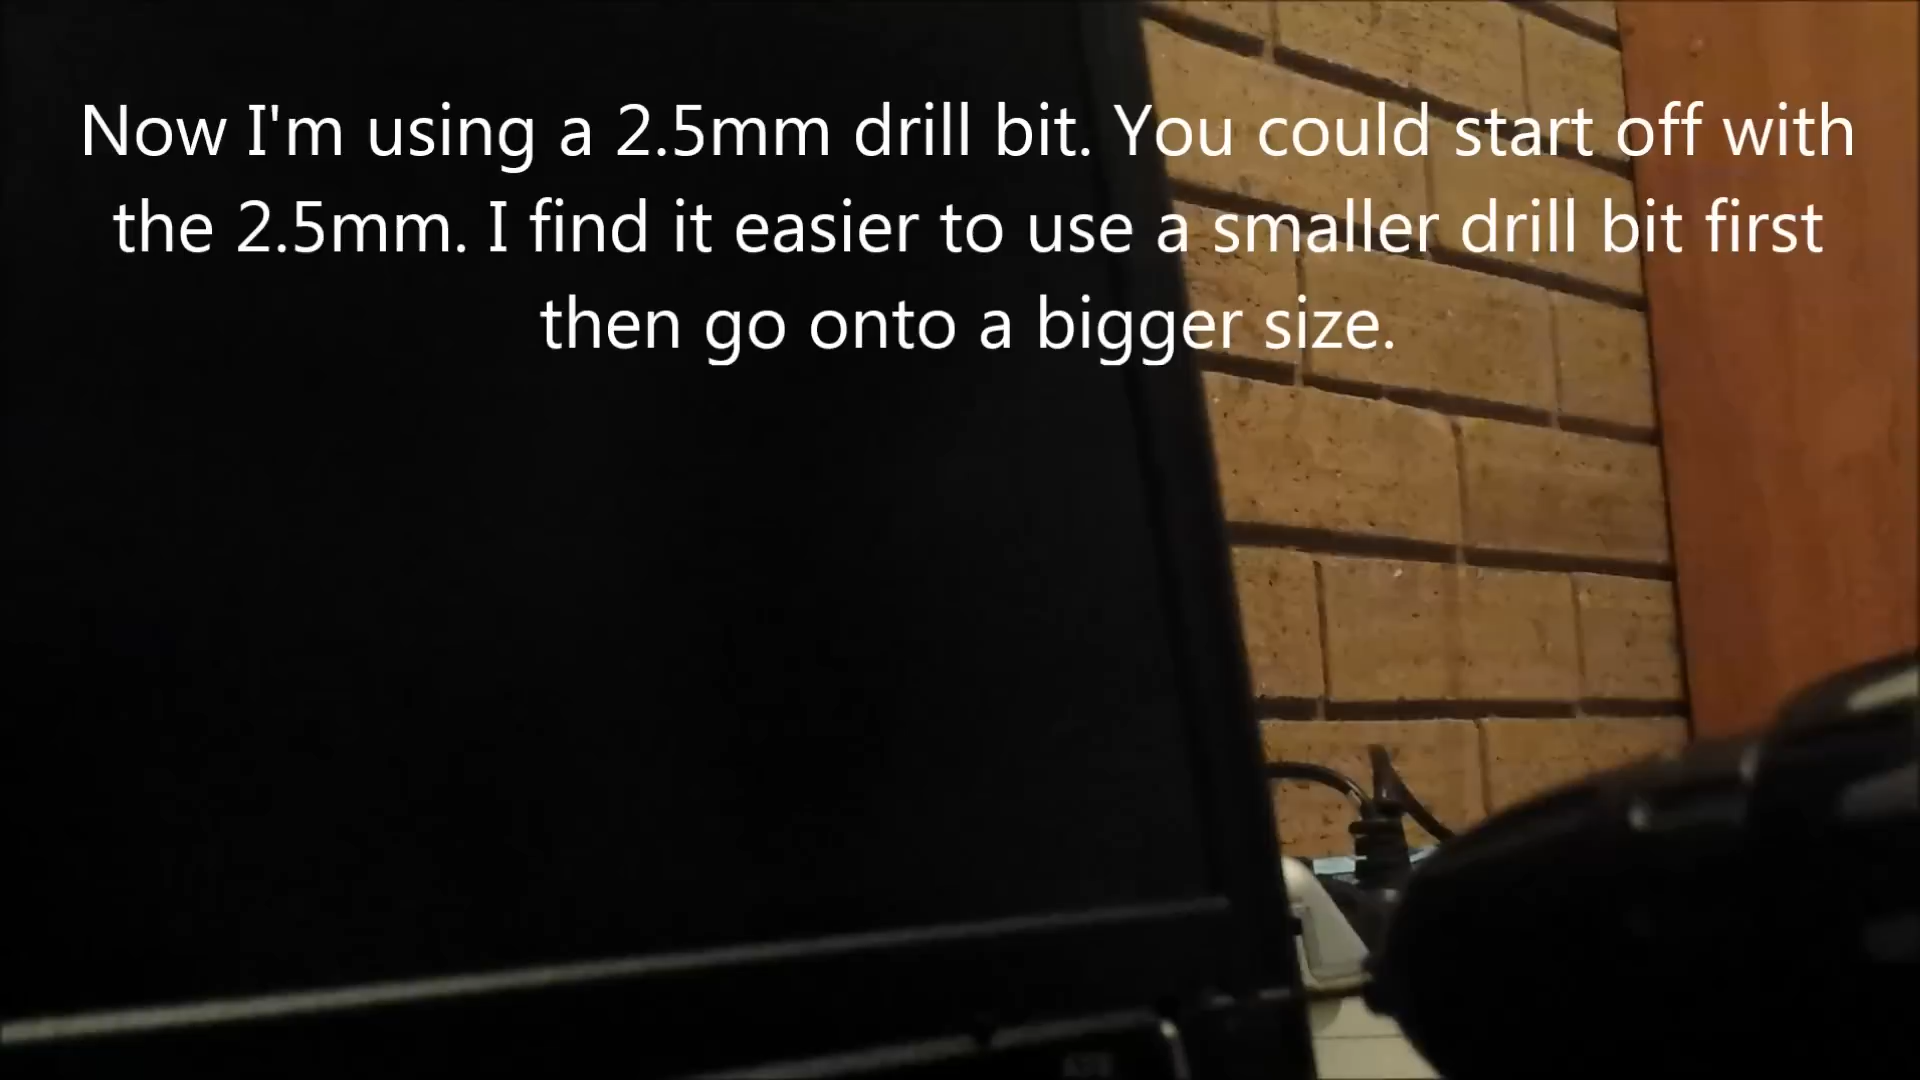 Now I'm using a 2.5mm drill bit. You could start off with
the 2.5mm. I find it easier to use a smaller drill bit first
then go onto a bigger size.